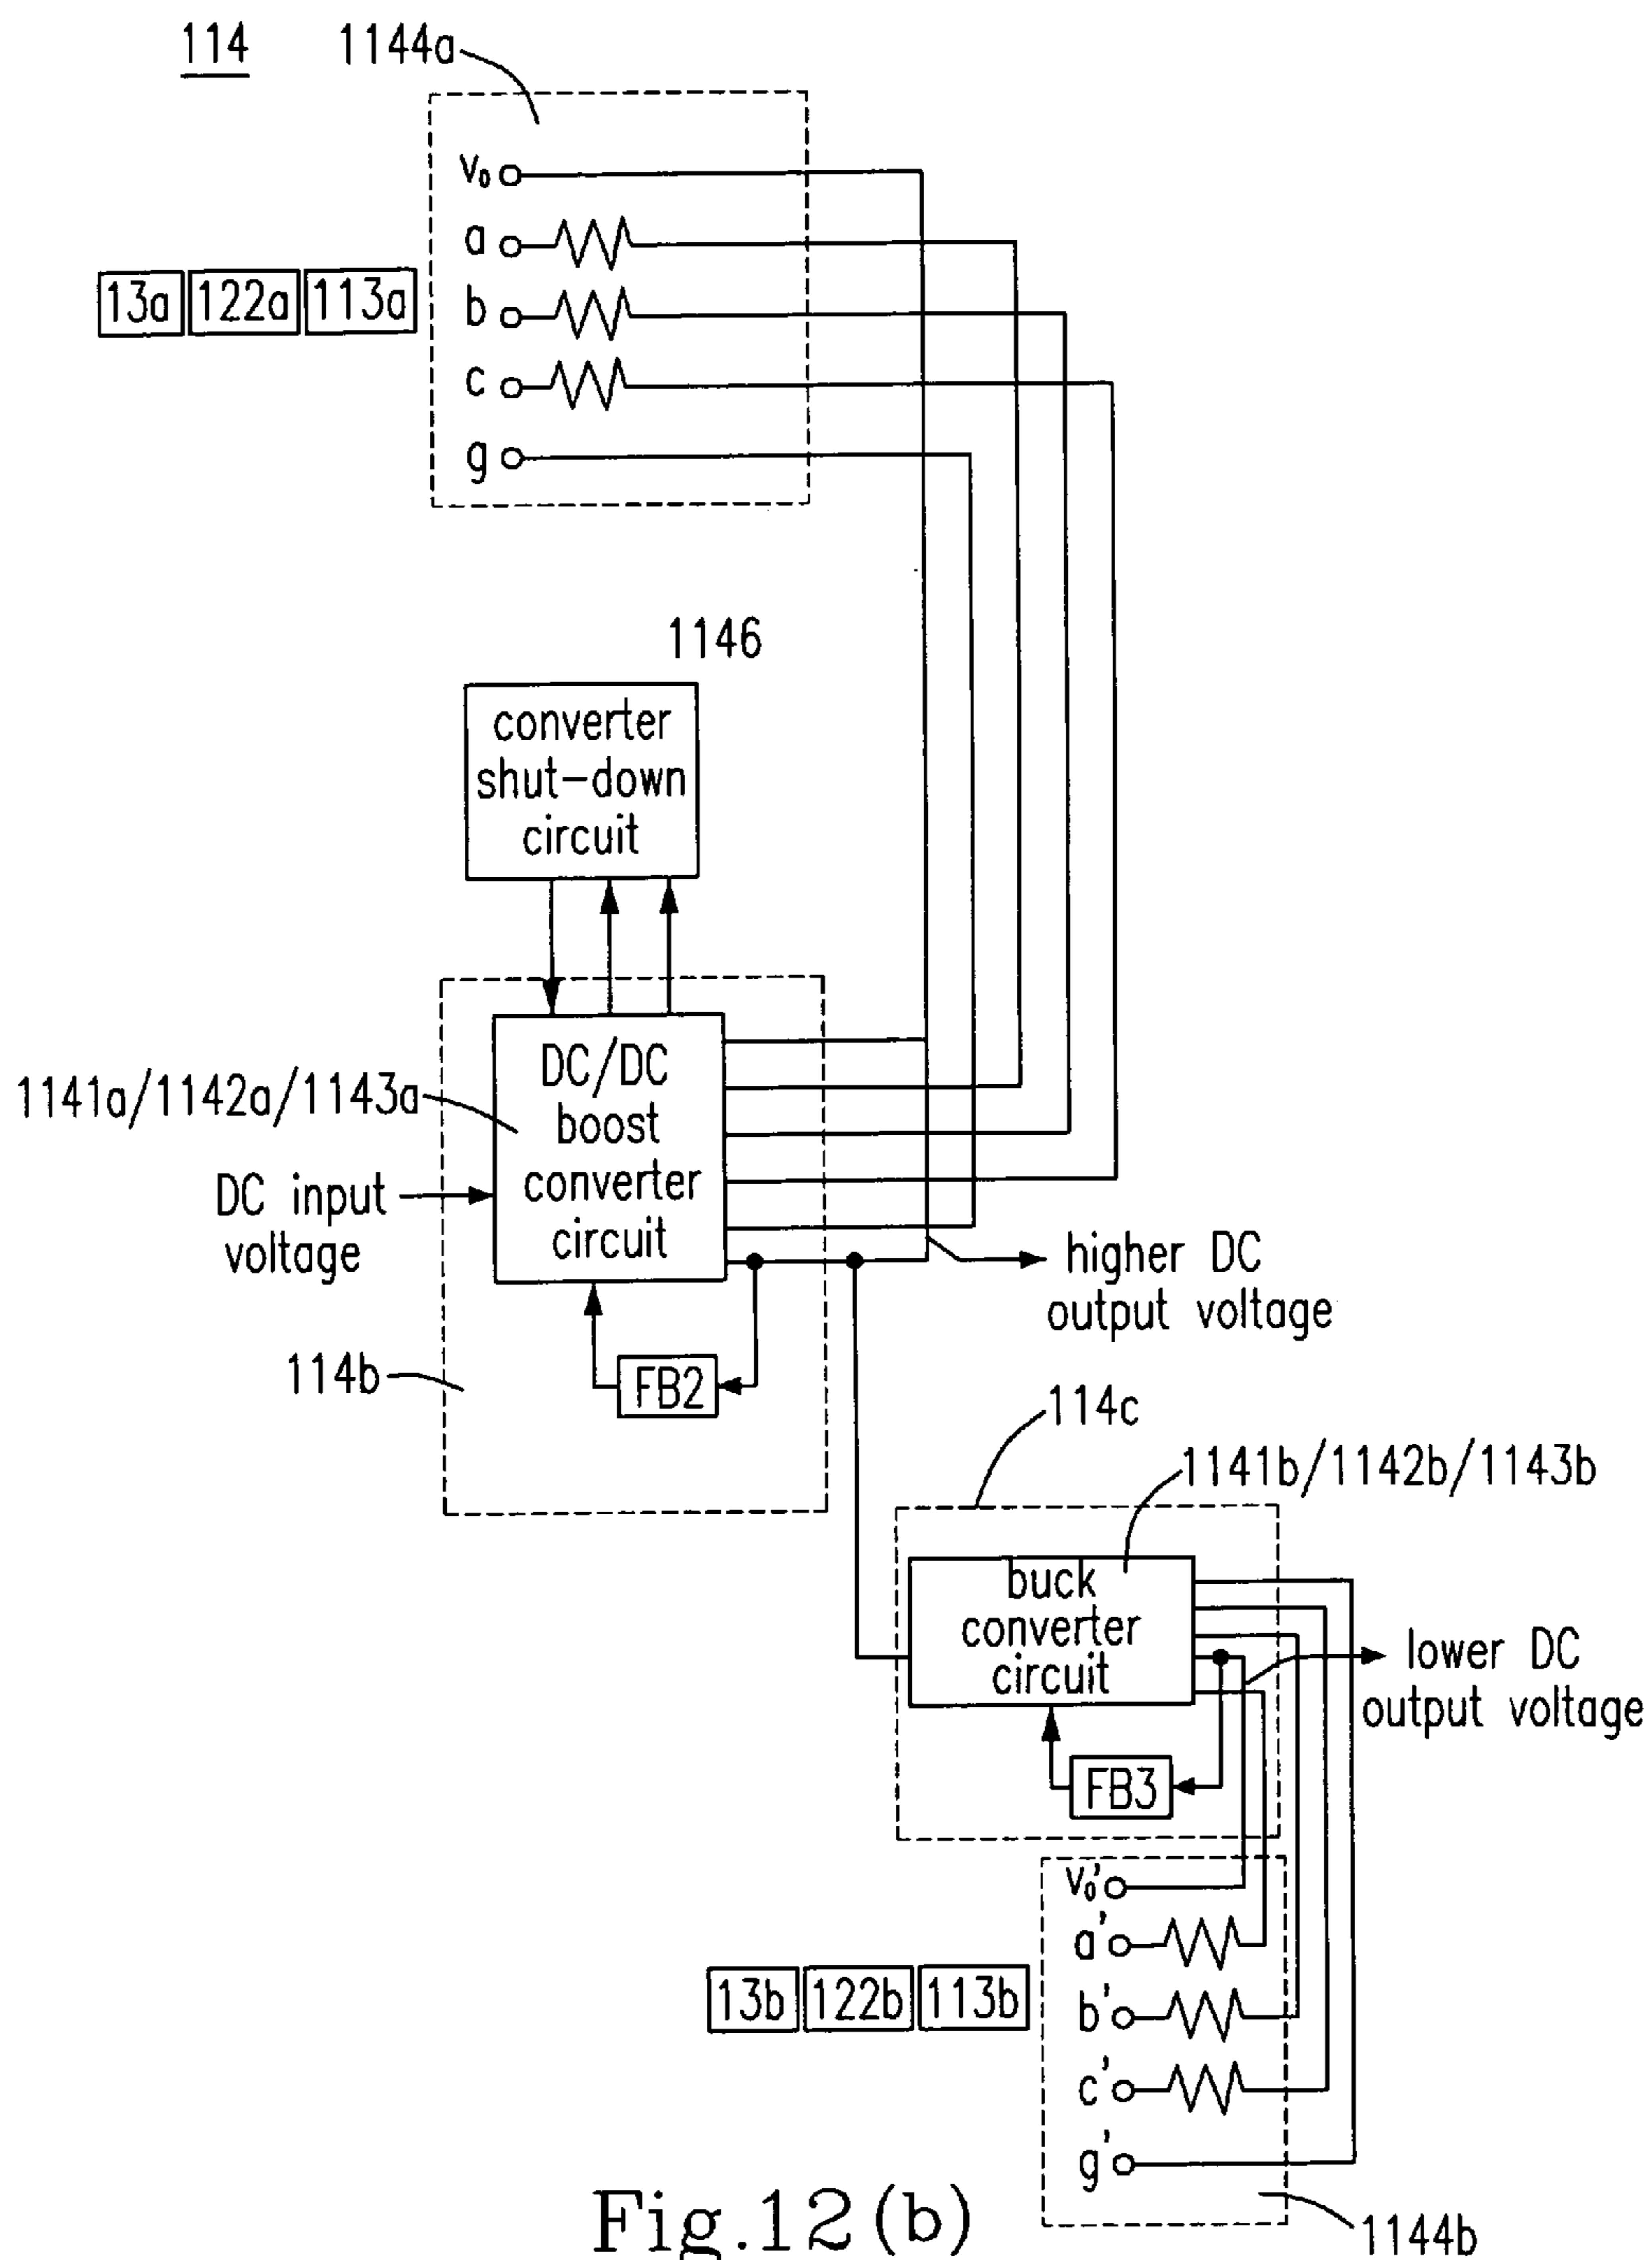 114
1144a
v₀
a
13a 122a 113a
b
c
g
1146
converter
shut-down
circuit
1141a/1142a/1143a
DC/DC
boost
converter
circuit
DC input
voltage
higher DC
output voltage
114b
FB2
114c
1141b/1142b/1143b
buck
converter
circuit
lower DC
output voltage
FB3
v₀'
a'
13b 122b 113b
b'
c'
g'
1144b
Fig.12(b)